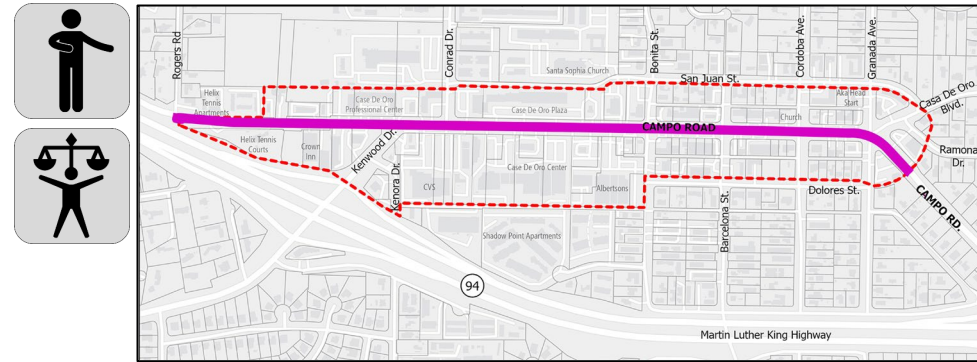 Rogers Rd
Conrad Dr.
Bonita St.
Cordoba Ave.
Granada Ave.
Santa Sophia Church
San Juan St.
Casa De Oro
Blvd.
Helix
Tennis
Apartments
Case De Oro
Professional Center
Case De Oro Plaza
Aka Head
Start
Church
CAMPO ROAD
Helix Tennis
Courts
Crown
Inn
Kenwood Dr.
Case De Oro Center
Ramona
Dr.
Kenora Dr.
CVS
Albertsons
Dolores St.
Barcelona St.
CAMPO RD.
Shadow Point Apartments
94
Martin Luther King Highway